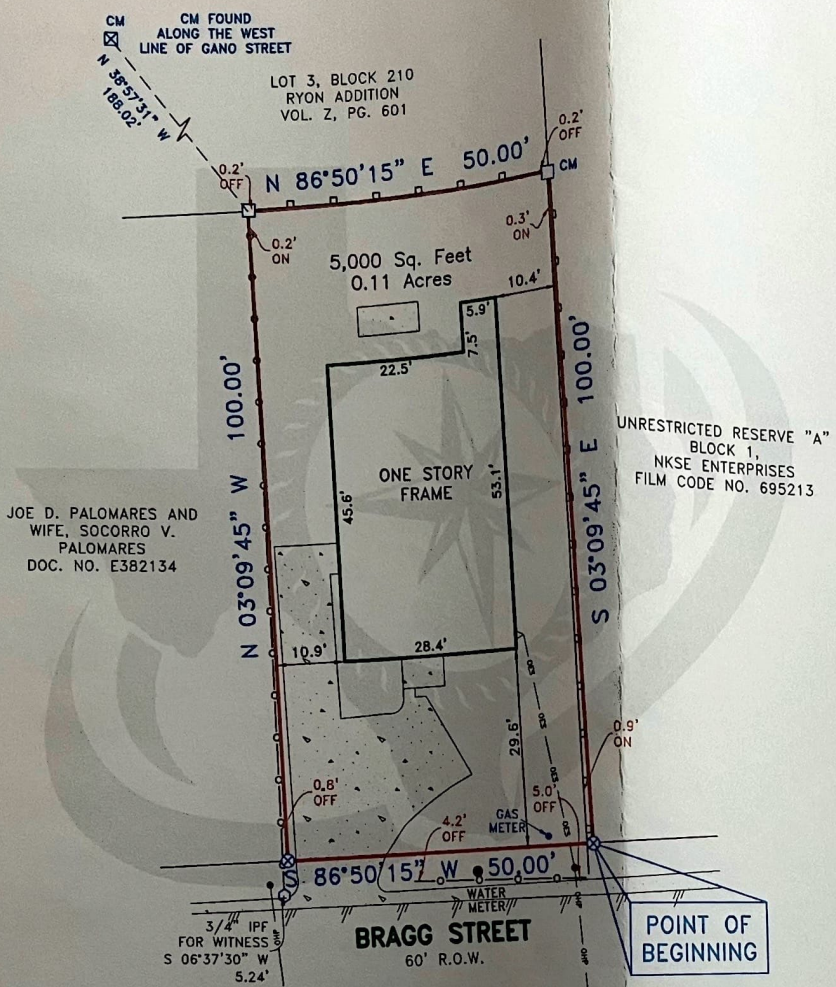 CM
CM FOUND
ALONG THE WEST
LINE OF GANO STREET
N 38°57'31" W
188.02'
LOT 3, BLOCK 210
RYON ADDITION
VOL. Z, PG. 601
0.2'
OFF
0.2'
OFF
N 86°50'15" E 50.00'
CM
0.2'
ON
0.3'
ON
5,000 Sq. Feet
0.11 Acres
10.4'
5.9'
7.5'
22.5'
N 03°09'45" W 100.00'
S 03°09'45" E 100.00'
UNRESTRICTED RESERVE "A"
BLOCK 1,
NKSE ENTERPRISES
FILM CODE NO. 695213
ONE STORY
FRAME
45.6'
53.1'
JOE D. PALOMARES AND
WIFE, SOCORRO V.
PALOMARES
DOC. NO. E382134
10.9'
28.4'
OES
OES
OES
OES
29.6'
0.9'
ON
0.8'
OFF
5.0'
OFF
4.2'
OFF
GAS
METER
S 86°50'15" W 50.00'
WATER
METER
3/4" IPF
FOR WITNESS
S 06°37'30" W
5.24'
OHP
OHP
OHP
BRAGG STREET
60' R.O.W.
POINT OF
BEGINNING